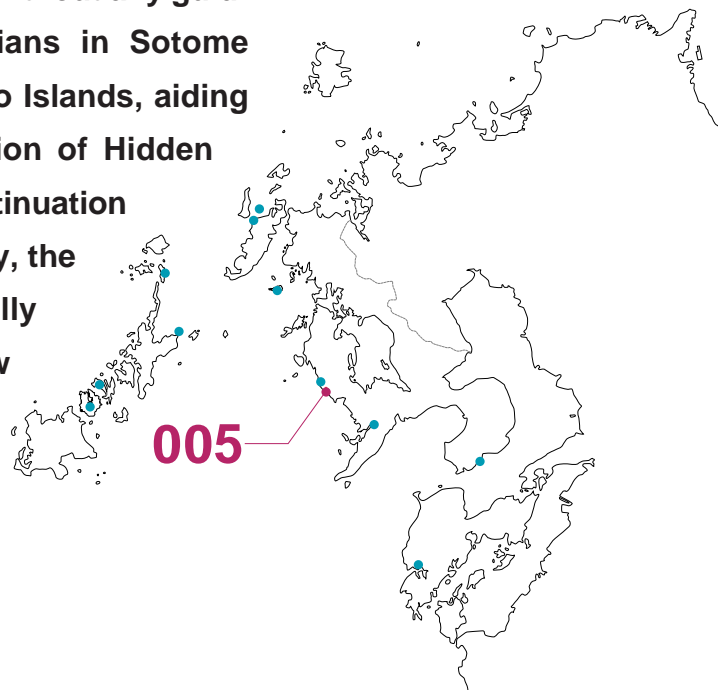 ians in Sotome
o Islands, aiding
ion of Hidden
tinuation
y, the
lly
w
005